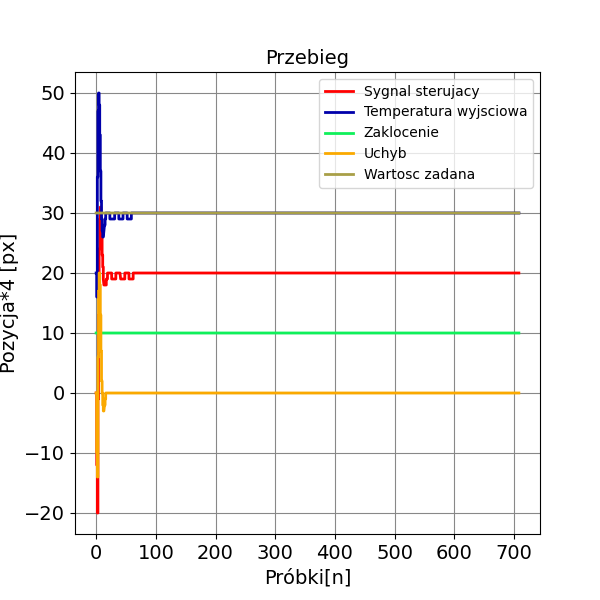 Przebieg
Sygnal sterujacy
Temperatura wyjsciowa
Zaklocenie
Uchyb
Wartosc zadana
Pozycja*4 [px]
50
40
30
20
10
0
−10
−20
0 100 200 300 400 500 600 700
Próbki[n]